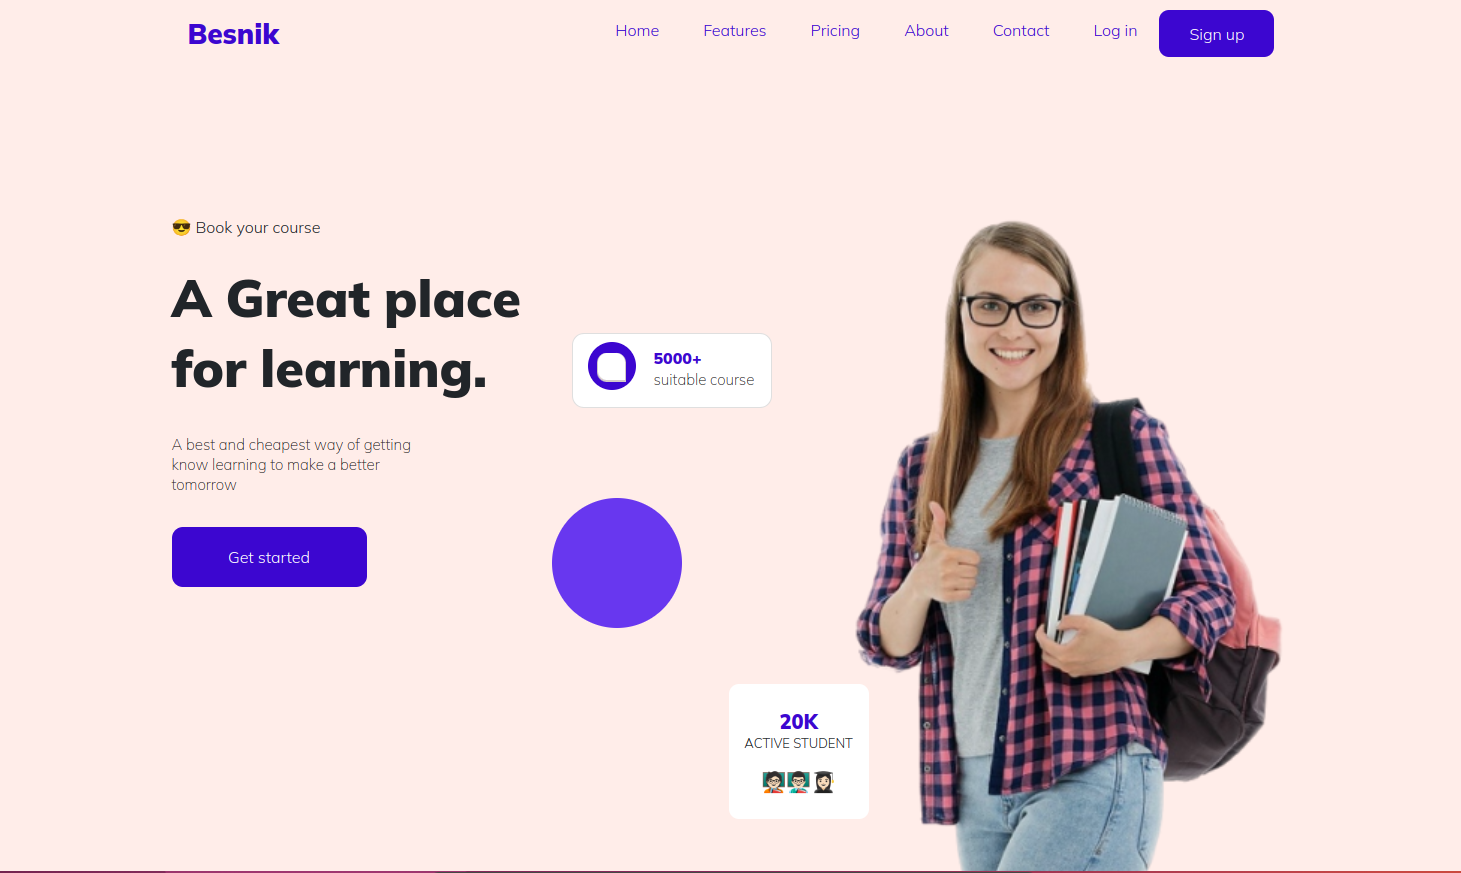 Besnik
Home
Features
Pricing
About
Contact
Log in
Sign up
😎 Book your course
A Great place
for learning.
A best and cheapest way of getting
know learning to make a better
tomorrow
Get started
5000+
suitable course
20K
ACTIVE STUDENT